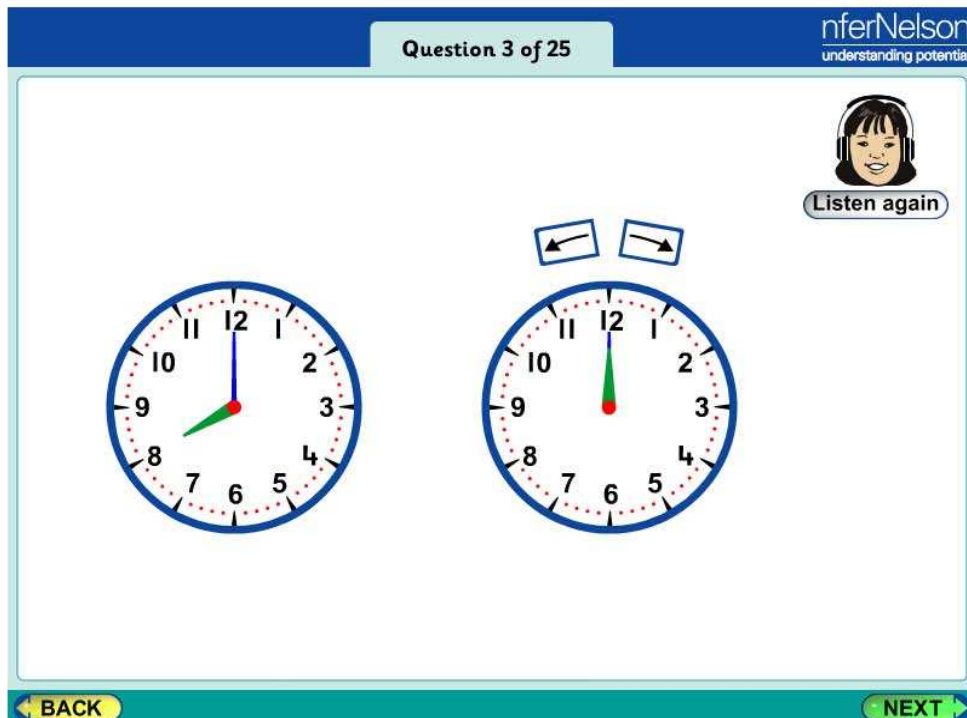 Question 3 of 25
nferNelson
understanding potential
Listen again
12
11 1
10 2
9 3
8 4
7 5
6
12
11 1
10 2
9 3
8 4
7 5
6
BACK
NEXT